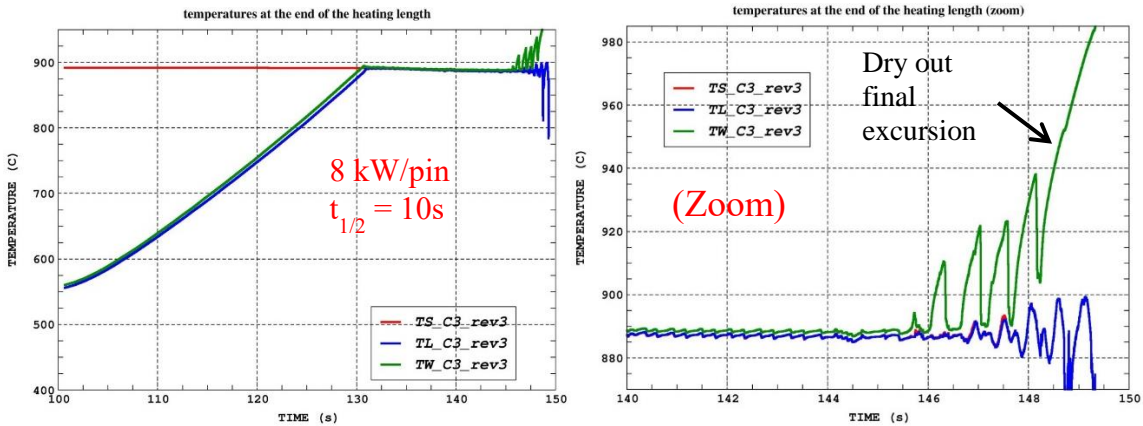 temperatures at the end of the heating length
TEMPERATURE (C)
900
800
700
600
500
400
100
110
120
130
140
150
TIME (s)
8 kW/pin
t1/2 = 10s
TS_C3_rev3
TL_C3_rev3
TW_C3_rev3
temperatures at the end of the heating length (zoom)
TEMPERATURE (C)
980
960
940
920
900
880
140
142
144
146
148
150
TIME (s)
TS_C3_rev3
TL_C3_rev3
TW_C3_rev3
Dry out
final
excursion
(Zoom)